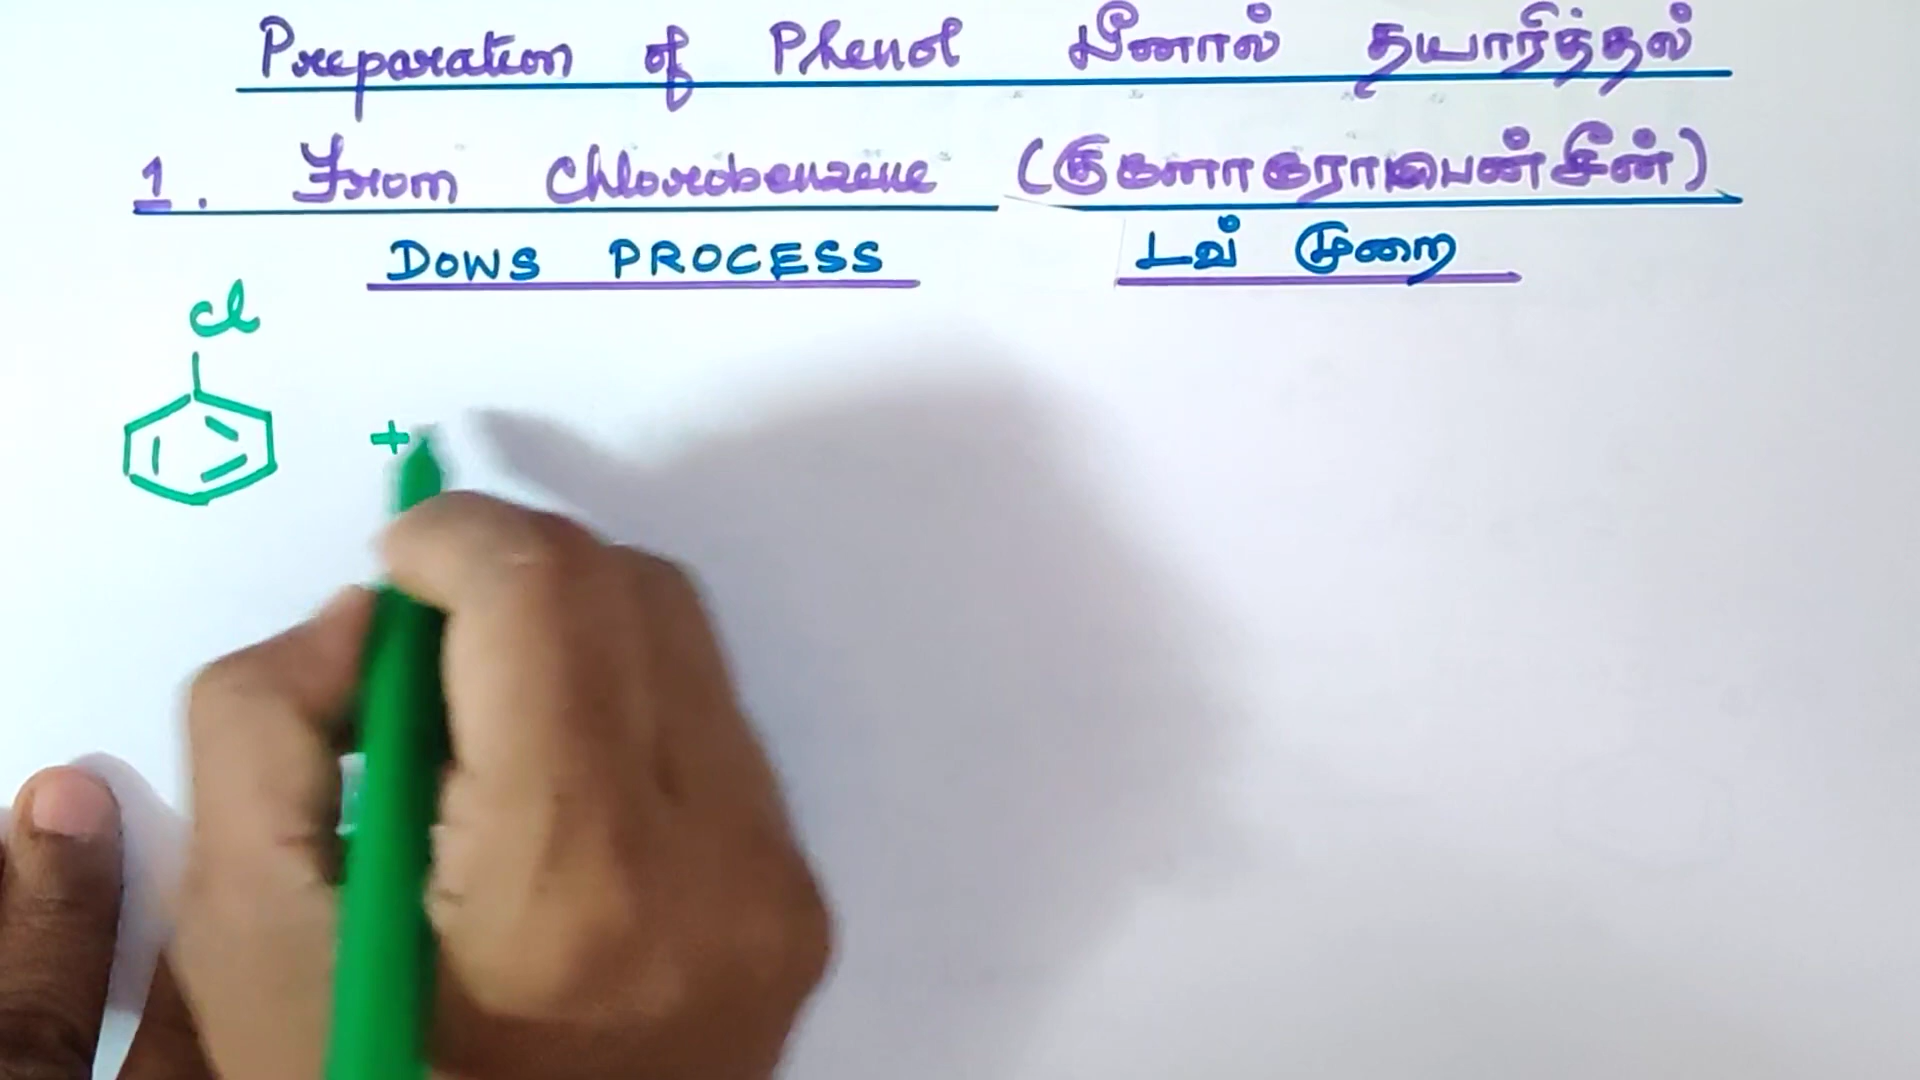 Preparation of Phenol பீனால் தயாரித்தல்
1. From Chlorobenzene (குளோரோபென்சீன்)
DOWS PROCESS டவ் முறை
Cl
+